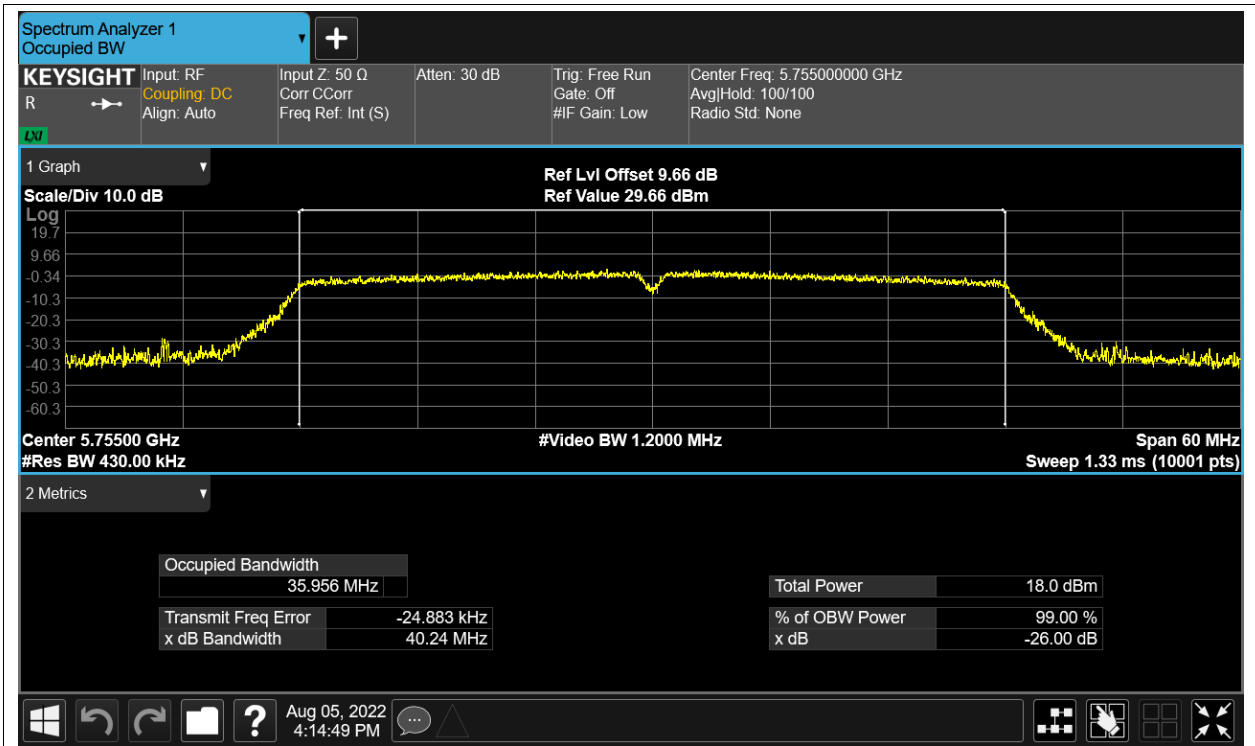 Spectrum Analyzer 1
Occupied BW
KEYSIGHT
R
LXI
Input: RF
Coupling: DC
Align: Auto
Input Z: 50 Ω
Corr CCorr
Freq Ref: Int (S)
Atten: 30 dB
Trig: Free Run
Gate: Off
#IF Gain: Low
Center Freq: 5.755000000 GHz
Avg|Hold: 100/100
Radio Std: None
1 Graph
Scale/Div 10.0 dB
Ref Lvl Offset 9.66 dB
Ref Value 29.66 dBm
Log
19.7
9.66
-0.34
-10.3
-20.3
-30.3
-40.3
-50.3
-60.3
Center 5.75500 GHz
#Video BW 1.2000 MHz
Span 60 MHz
#Res BW 430.00 kHz
Sweep 1.33 ms (10001 pts)
2 Metrics
Occupied Bandwidth
35.956 MHz
Transmit Freq Error -24.883 kHz
x dB Bandwidth 40.24 MHz
Total Power 18.0 dBm
% of OBW Power 99.00 %
x dB -26.00 dB
?
Aug 05, 2022
4:14:49 PM